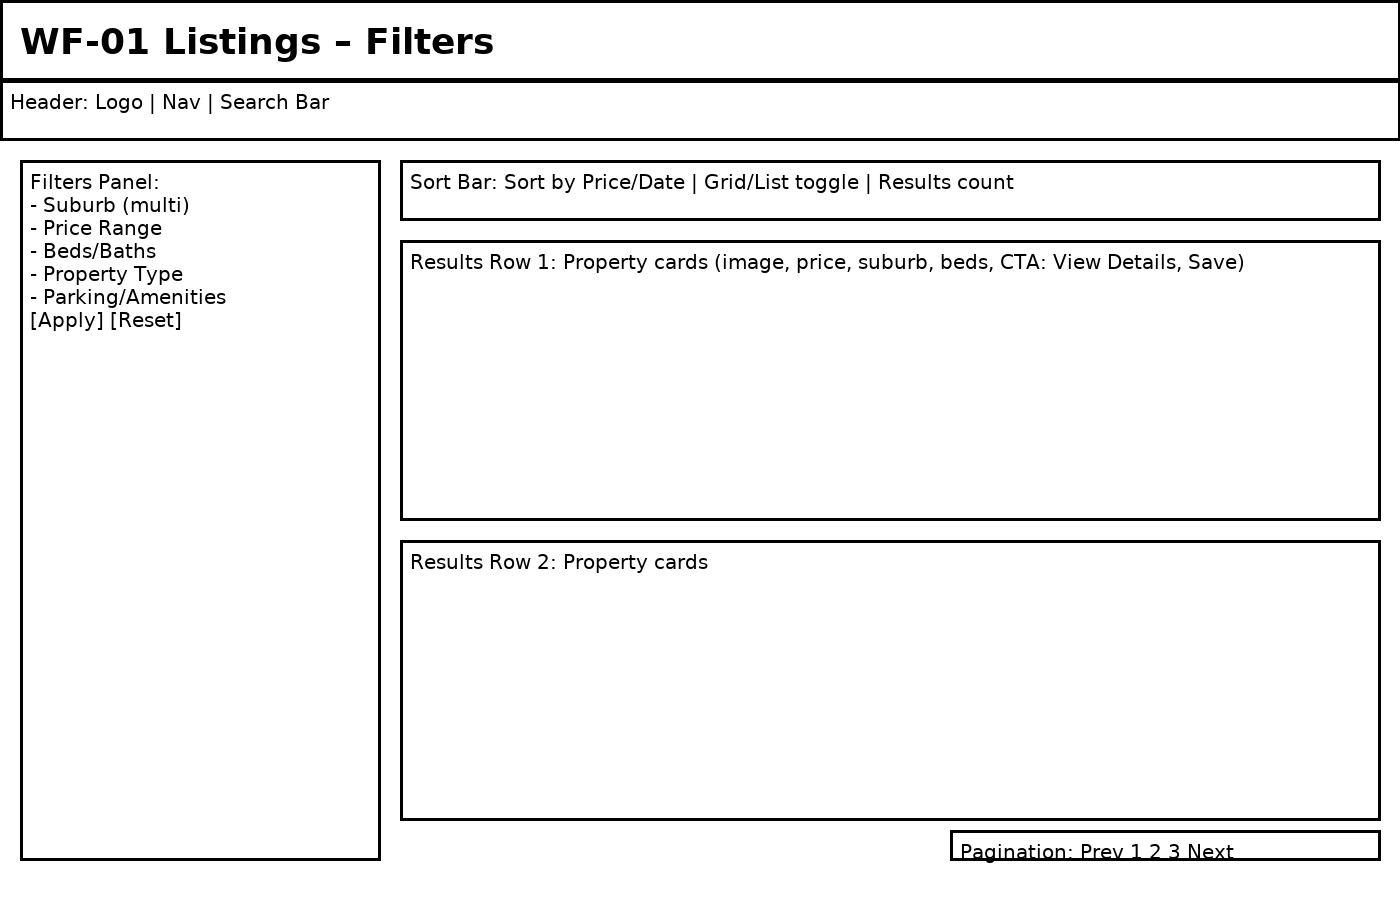 WF-01 Listings – Filters
Header: Logo | Nav | Search Bar
Filters Panel:
- Suburb (multi)
- Price Range
- Beds/Baths
- Property Type
- Parking/Amenities
[Apply] [Reset]
Sort Bar: Sort by Price/Date | Grid/List toggle | Results count
Results Row 1: Property cards (image, price, suburb, beds, CTA: View Details, Save)
Results Row 2: Property cards
Pagination: Prev 1 2 3 Next